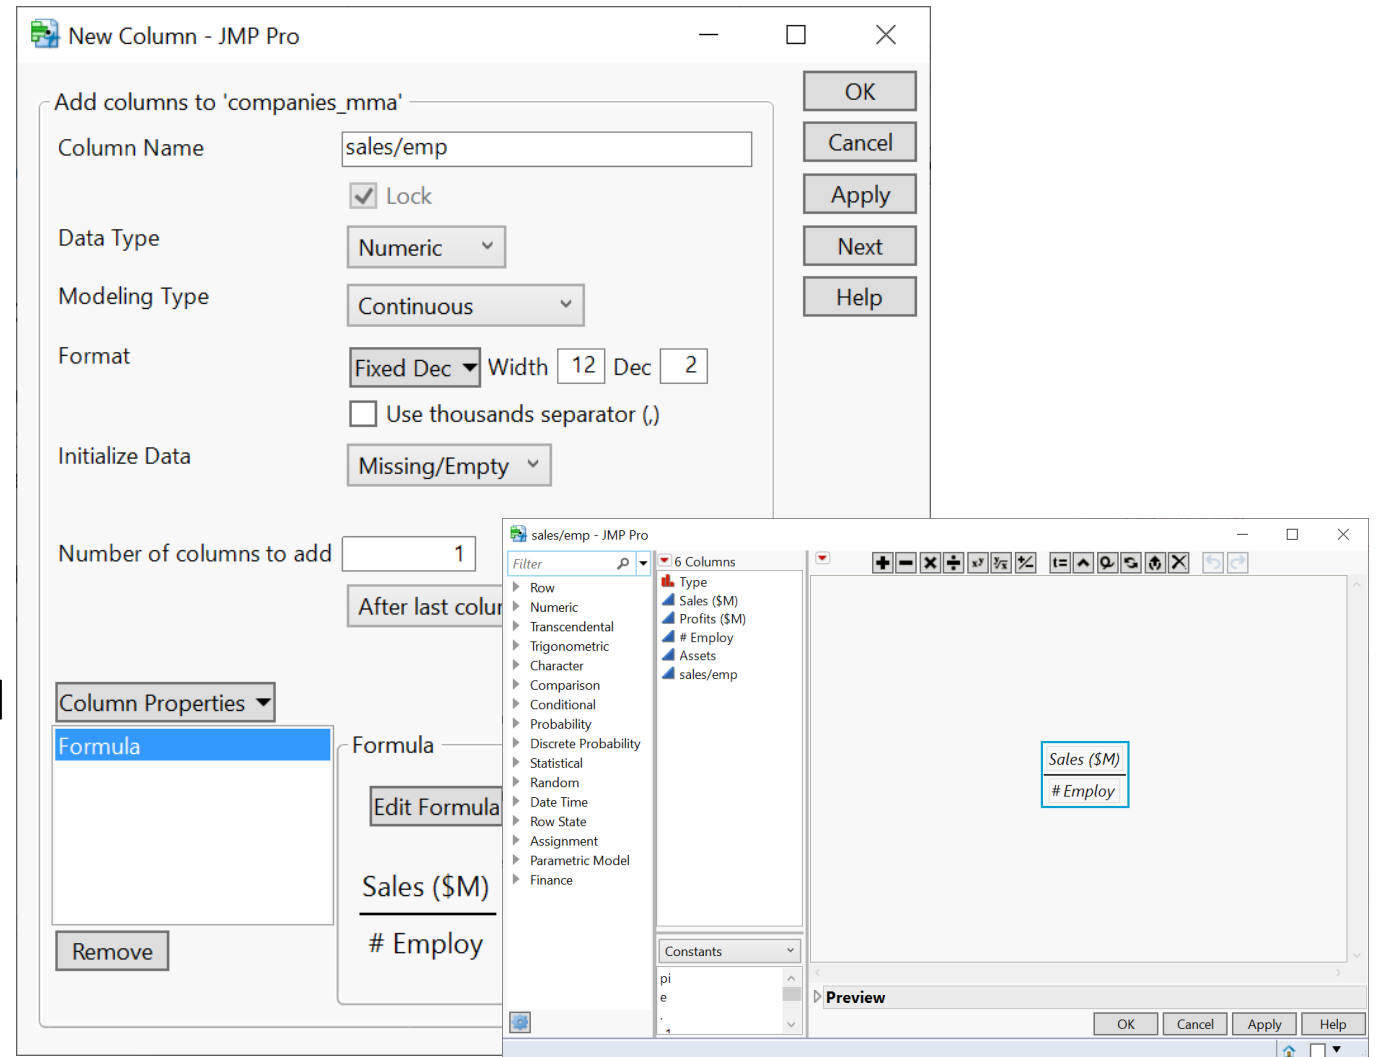 New Column - JMP Pro
Add columns to 'companies_mma'
OK
Column Name
sales/emp
Cancel
Lock
Apply
Data Type
Numeric
Next
Modeling Type
Continuous
Help
Format
Fixed Dec
Width
12
Dec
2
Use thousands separator (,)
Initialize Data
Missing/Empty
Number of columns to add
1
After last colu
Column Properties
Formula
Remove
Formula
Edit Formula
Sales ($M)
# Employ
sales/emp - JMP Pro
Filter
Row
Numeric
Transcendental
Trigonometric
Character
Comparison
Conditional
Probability
Discrete Probability
Statistical
Random
Date Time
Row State
Assignment
Parametric Model
Finance
6 Columns
Type
Sales ($M)
Profits ($M)
# Employ
Assets
sales/emp
Constants
pi
e
.
-1
t=
Sales ($M)
# Employ
Preview
OK
Cancel
Apply
Help